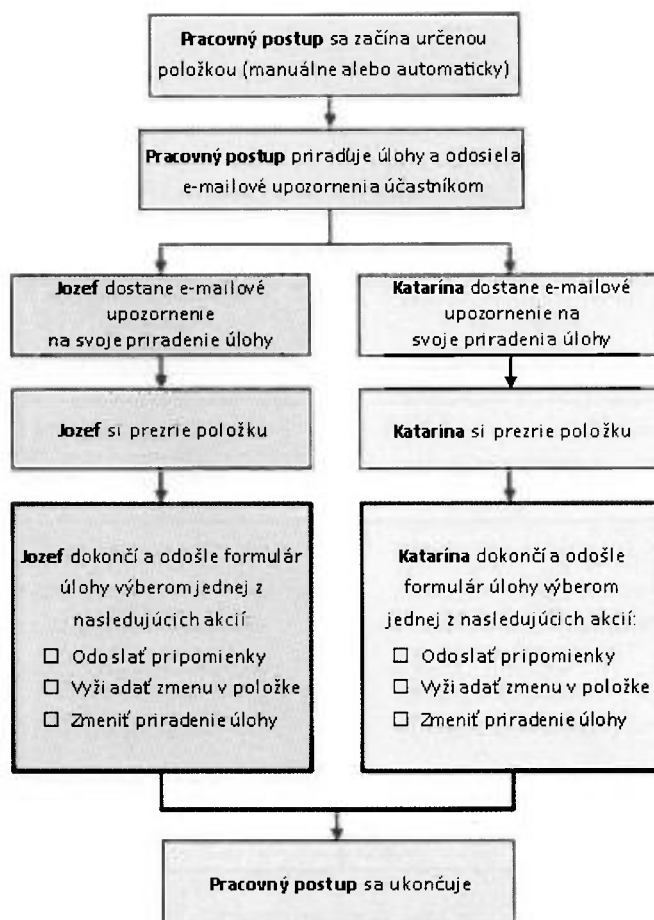 Pracovný postup sa začína určenou
položkou (manuálne alebo automaticky)
Pracovný postup priraďuje úlohy a odosiela
e-mailové upozornenia účastníkom
Jozef dostane e-mailové
upozornenie
na svoje priradenie úlohy
Katarína dostane e-mailové
upozornenie na
svoje priradenia úlohy
Jozef si prezrie položku
Katarína si prezrie položku
Jozef dokončí a odošle formulár
úlohy výberom jednej z
nasledujúcich akcií:
☐ Odoslať pripomienky
☐ Vyžiadať zmenu v položke
☐ Zmeniť priradenie úlohy
Katarína dokončí a odošle
formulár úlohy výberom
jednej z nasledujúcich akcií:
☐ Odoslať pripomienky
☐ Vyžiadať zmenu v položke
☐ Zmeniť priradenie úlohy
Pracovný postup sa ukončuje